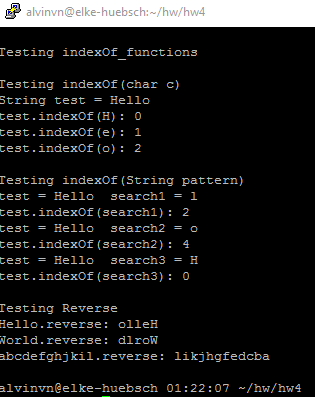 alvinvn@elke-huebsch:~/hw/hw4
Testing indexOf_functions
Testing indexOf(char c)
String test = Hello
test.indexOf(H): 0
test.indexOf(e): 1
test.indexOf(o): 2
Testing indexOf(String pattern)
test = Hello  search1 = l
test.indexOf(search1): 2
test = Hello  search2 = o
test.indexOf(search2): 4
test = Hello  search3 = H
test.indexOf(search3): 0
Testing Reverse
Hello.reverse: olleH
World.reverse: dlroW
abcdefghjkil.reverse: likjhgfedcba
alvinvn@elke-huebsch 01:22:07 ~/hw/hw4